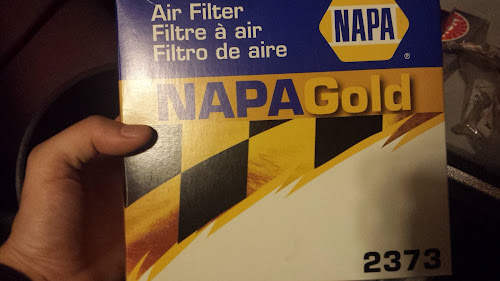 Air Filter
Filtre à air
Filtro de aire
NAPA
®
NAPAGold
2373